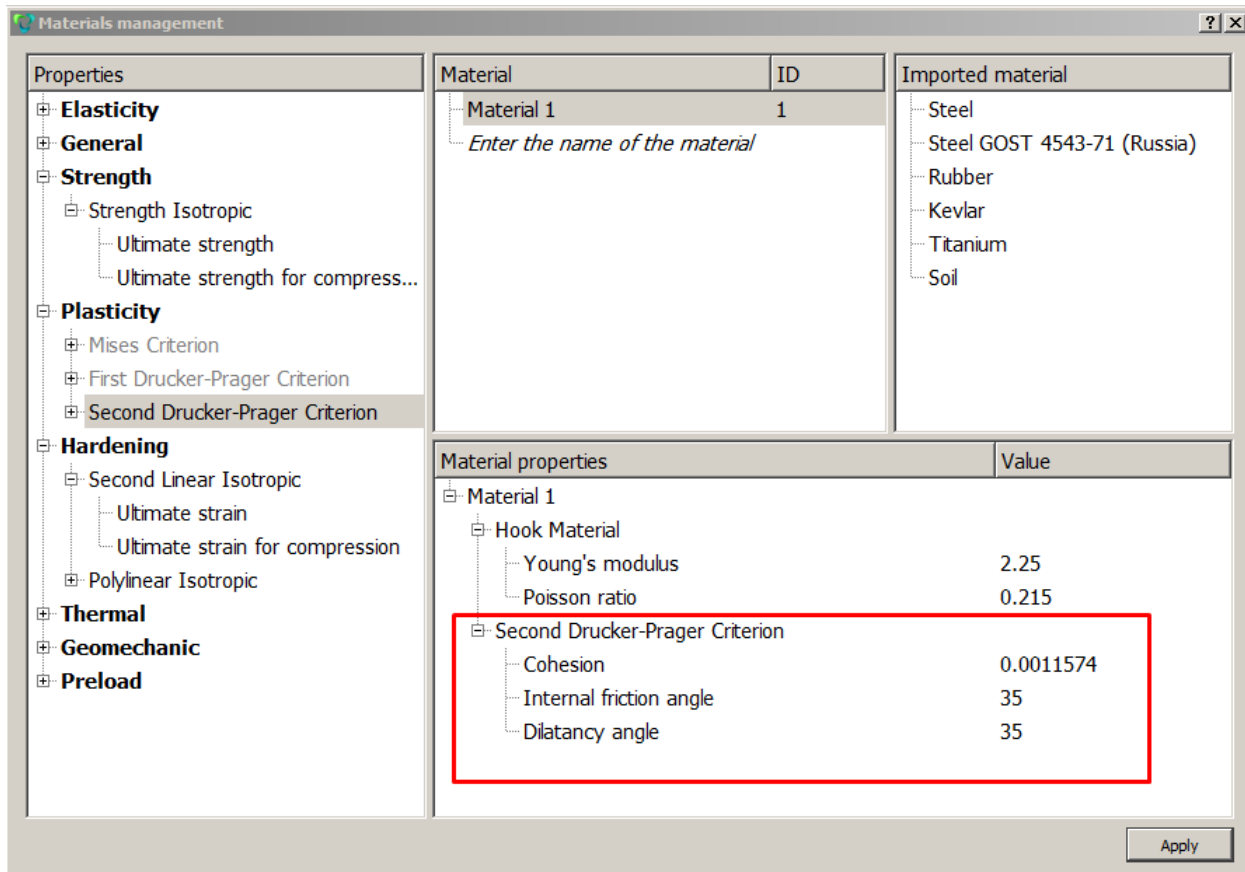 Materials management
Properties
Elasticity
General
Strength
Strength Isotropic
Ultimate strength
Ultimate strength for compress...
Plasticity
Mises Criterion
First Drucker-Prager Criterion
Second Drucker-Prager Criterion
Hardening
Second Linear Isotropic
Ultimate strain
Ultimate strain for compression
Polylinear Isotropic
Thermal
Geomechanic
Preload
Material ID
Material 1 1
Enter the name of the material
Imported material
Steel
Steel GOST 4543-71 (Russia)
Rubber
Kevlar
Titanium
Soil
Material properties Value
Material 1
Hook Material
Young's modulus 2.25
Poisson ratio 0.215
Second Drucker-Prager Criterion
Cohesion 0.0011574
Internal friction angle 35
Dilatancy angle 35
Apply